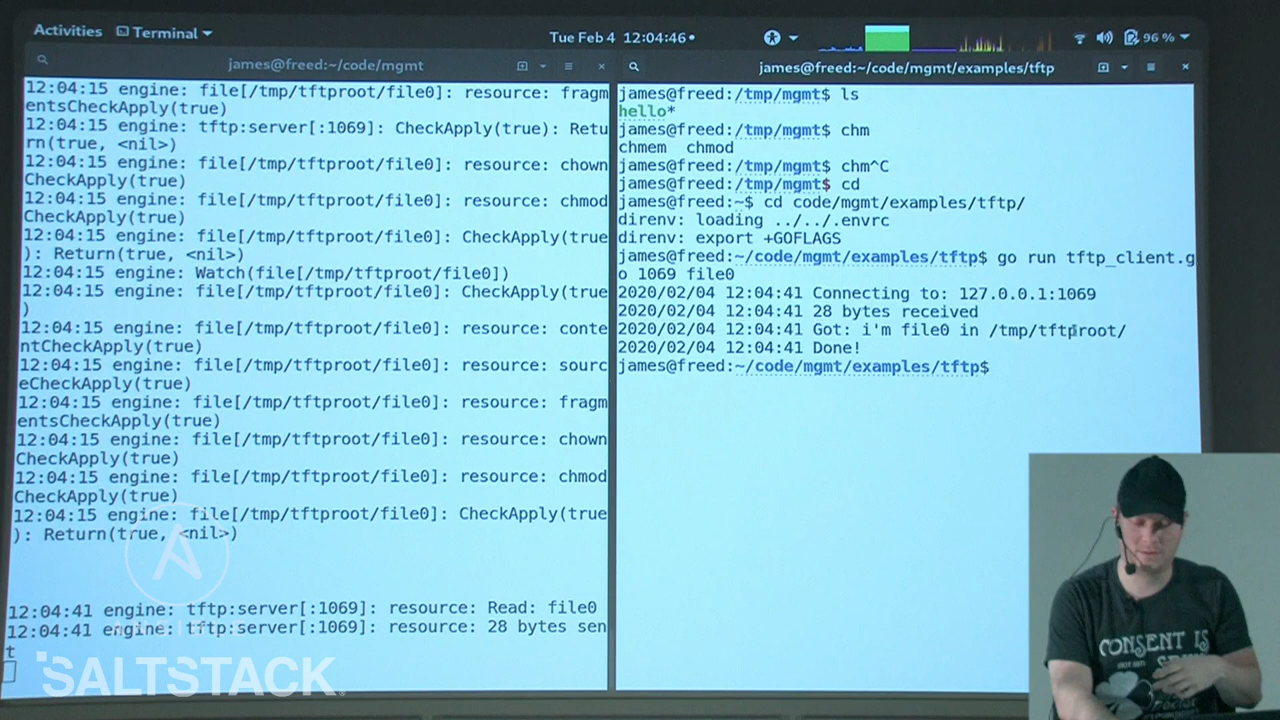 Activities Terminal Tue Feb 4 12:04:46 96 %
james@freed:~/code/mgmt
12:04:15 engine: file[/tmp/tftproot/file0]: resource: fragm
entsCheckApply(true)
12:04:15 engine: tftp:server[:1069]: CheckApply(true): Retu
rn(true, <nil>)
12:04:15 engine: file[/tmp/tftproot/file0]: resource: chown
CheckApply(true)
12:04:15 engine: file[/tmp/tftproot/file0]: resource: chmod
CheckApply(true)
12:04:15 engine: file[/tmp/tftproot/file0]: CheckApply(true
): Return(true, <nil>)
12:04:15 engine: Watch(file[/tmp/tftproot/file0])
12:04:15 engine: file[/tmp/tftproot/file0]: CheckApply(true
)
12:04:15 engine: file[/tmp/tftproot/file0]: resource: conte
ntCheckApply(true)
12:04:15 engine: file[/tmp/tftproot/file0]: resource: sourc
eCheckApply(true)
12:04:15 engine: file[/tmp/tftproot/file0]: resource: fragm
entsCheckApply(true)
12:04:15 engine: file[/tmp/tftproot/file0]: resource: chown
CheckApply(true)
12:04:15 engine: file[/tmp/tftproot/file0]: resource: chmod
CheckApply(true)
12:04:15 engine: file[/tmp/tftproot/file0]: CheckApply(true
): Return(true, <nil>)
12:04:41 engine: tftp:server[:1069]: resource: Read: file0
12:04:41 engine: tftp:server[:1069]: resource: 28 bytes sen
t
SALTSTACK
james@freed:~/code/mgmt/examples/tftp
james@freed:/tmp/mgmt$ ls
hello*
james@freed:/tmp/mgmt$ chm
chmem chmod
james@freed:/tmp/mgmt$ chm^C
james@freed:/tmp/mgmt$ cd
james@freed:~$ cd code/mgmt/examples/tftp/
direnv: loading ../../.envrc
direnv: export +GOFLAGS
james@freed:~/code/mgmt/examples/tftp$ go run tftp_client.g
o 1069 file0
2020/02/04 12:04:41 Connecting to: 127.0.0.1:1069
2020/02/04 12:04:41 28 bytes received
2020/02/04 12:04:41 Got: i'm file0 in /tmp/tftproot/
2020/02/04 12:04:41 Done!
james@freed:~/code/mgmt/examples/tftp$
CONSENT IS